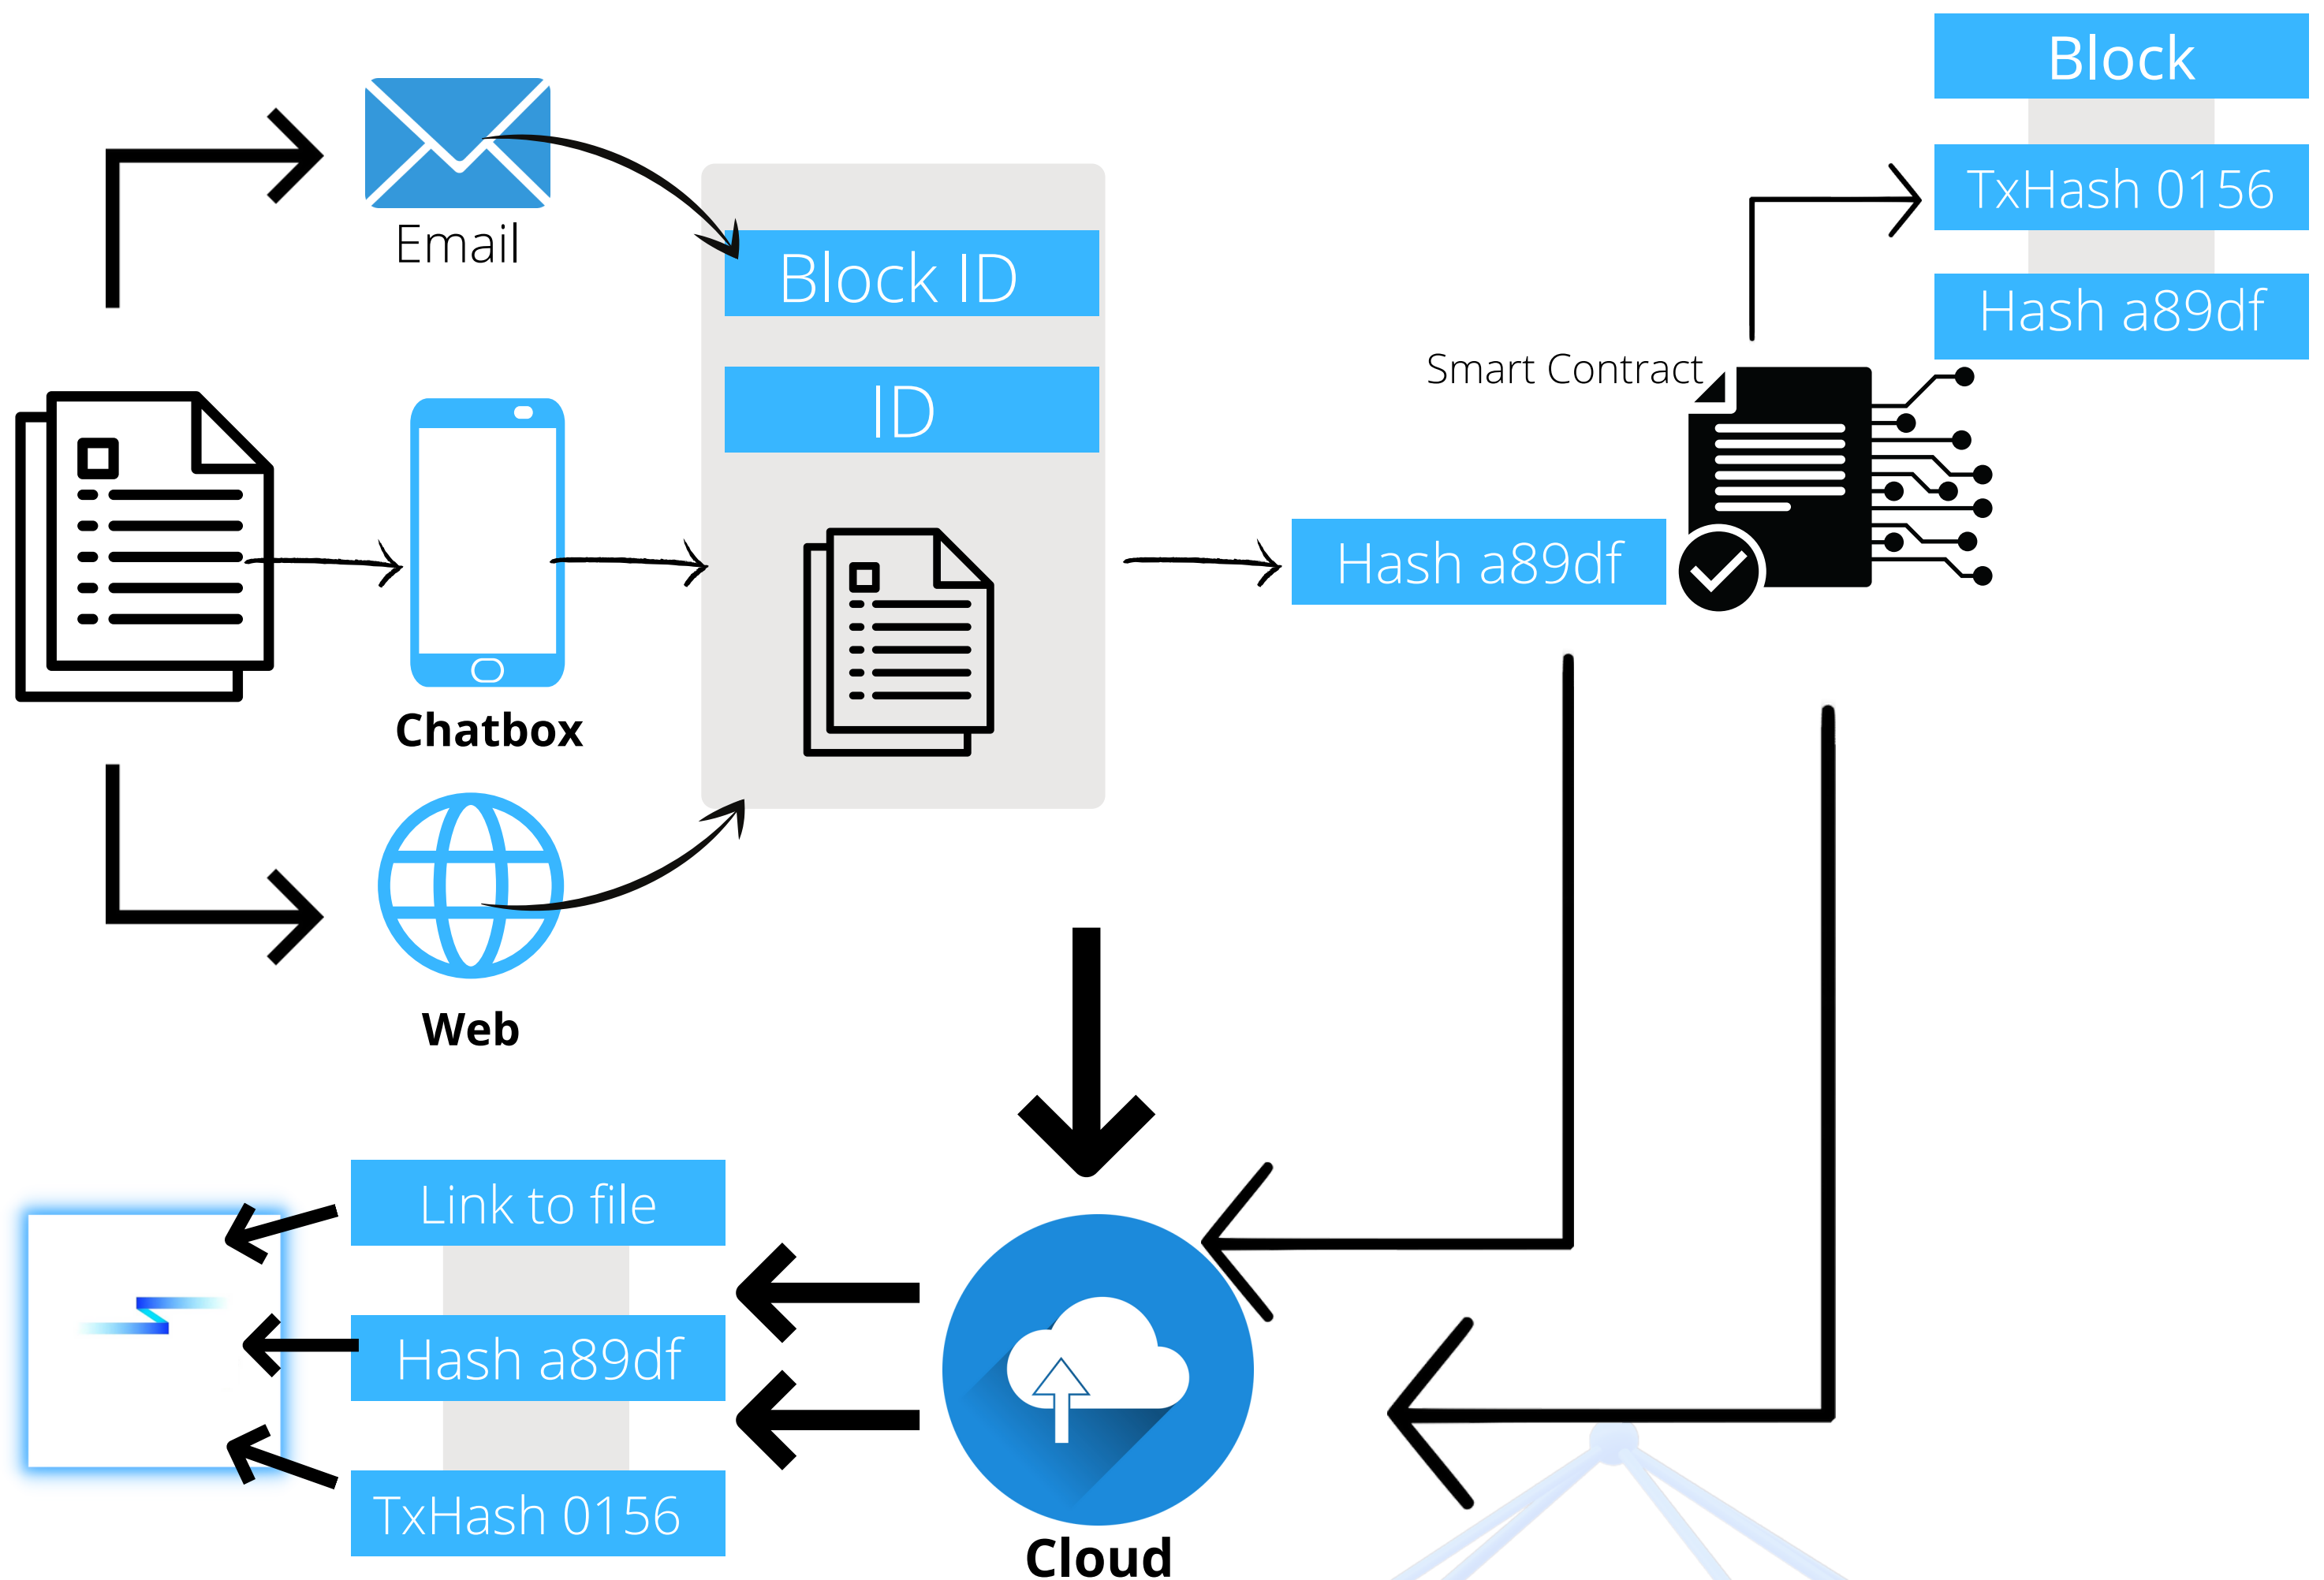 Block
TxHash 0156
Hash a89df
Email
Block ID
ID
Smart Contract
Hash a89df
Chatbox
Web
Link to file
Hash a89df
TxHash 0156
Cloud